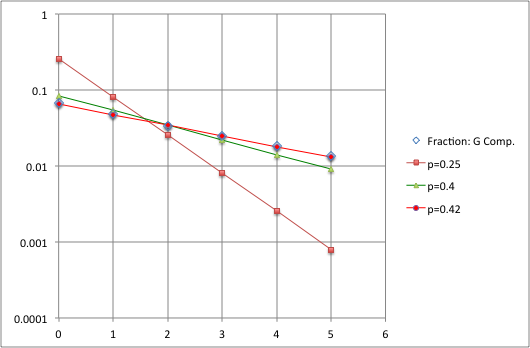 1
0.1
0.01
0.001
0.0001
0 1 2 3 4 5 6
Fraction: G Comp.
p=0.25
p=0.4
p=0.42